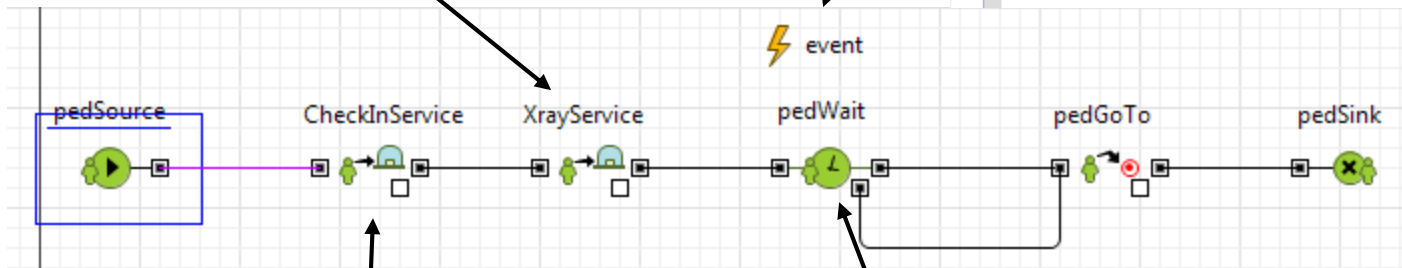 event
pedSource
CheckInService
XrayService
pedWait
pedGoTo
pedSink